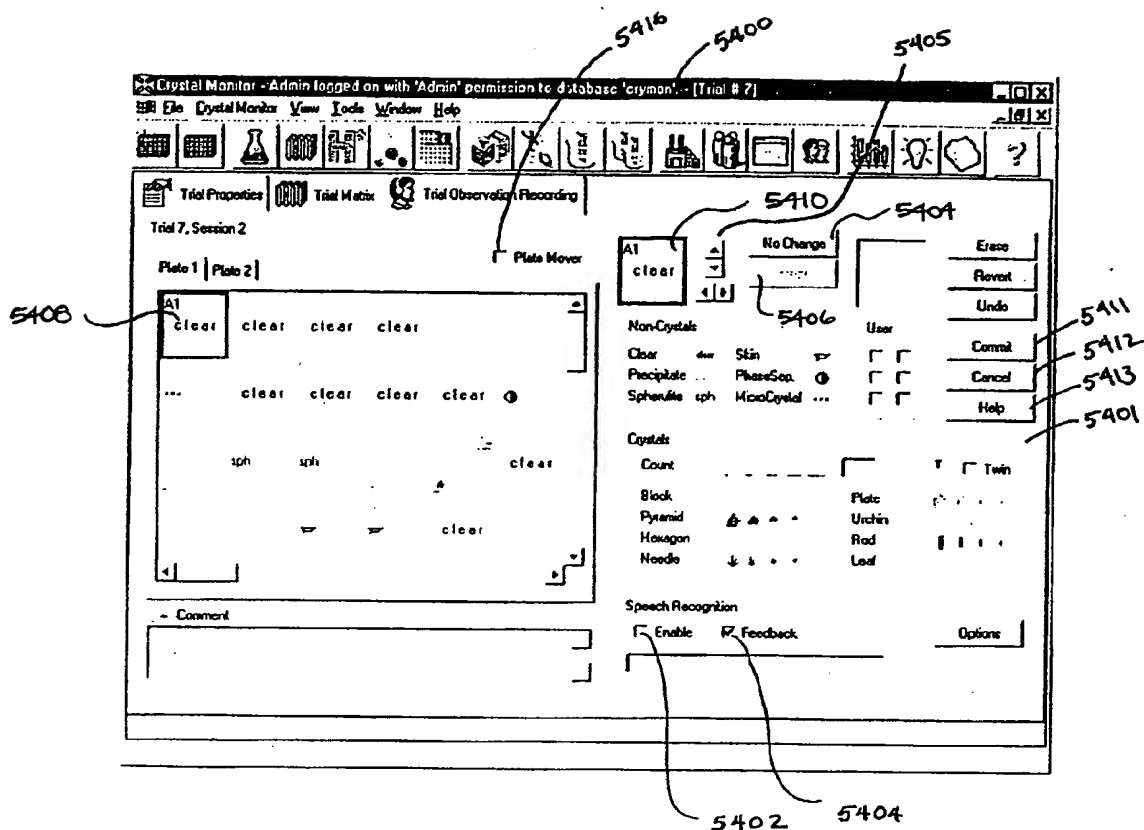 5416
5400
5405
Crystal Monitor - 'Admin logged on with 'Admin' permission to database 'crymon'. - [Trial # 7]
File Crystal Monitor View Tools Window Help
Trial Properties Trial Matrix Trial Observation Recording
5410
5404
Trial 7, Session 2
Plate Mover
A1
clear
No Change
Erase
Revert
Undo
Commit
Cancel
Help
5406
5411
5412
5413
5401
Plate 1 Plate 2
5408
A1
clear clear clear clear
clear clear clear clear
sph sph clear
clear
Non-Crystals User
Clear clear Skin
Precipitate PhaseSep.
Spherulite sph MicroCrystal
Crystals
Count Twin
Block Plate
Pyramid Urchin
Hexagon Rod
Needle Leaf
Comment
Speech Recognition
Enable Feedback Options
5402
5404